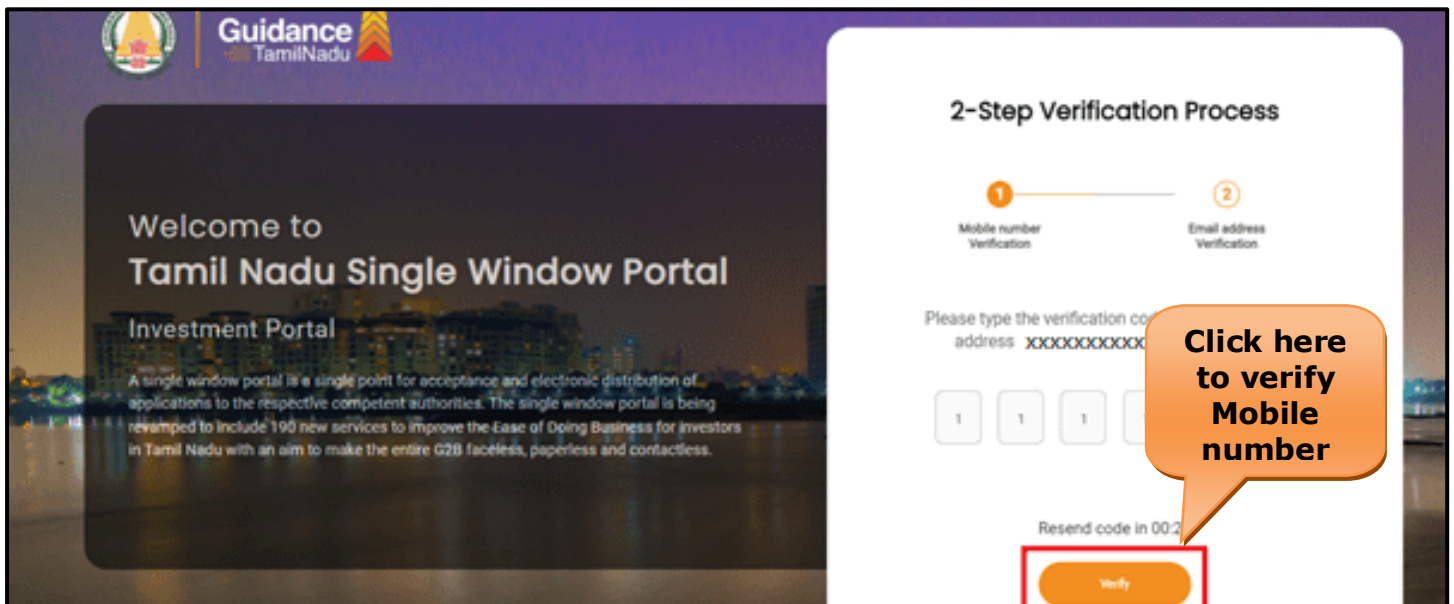 Guidance
TamilNadu
Welcome to
Tamil Nadu Single Window Portal
Investment Portal
A single window portal is a single point for acceptance and electronic distribution of
applications to the respective competent authorities. The single window portal is being
revamped to include 190 new services to improve the Ease of Doing Business for investors
in Tamil Nadu with an aim to make the entire G2B faceless, paperless and contactless.
2-Step Verification Process
1
2
Mobile number
Verification
Email address
Verification
Please type the verification
address xxxxxxxxxx
1 1 1
Resend code in
Verify
Click here
to verify
Mobile
number